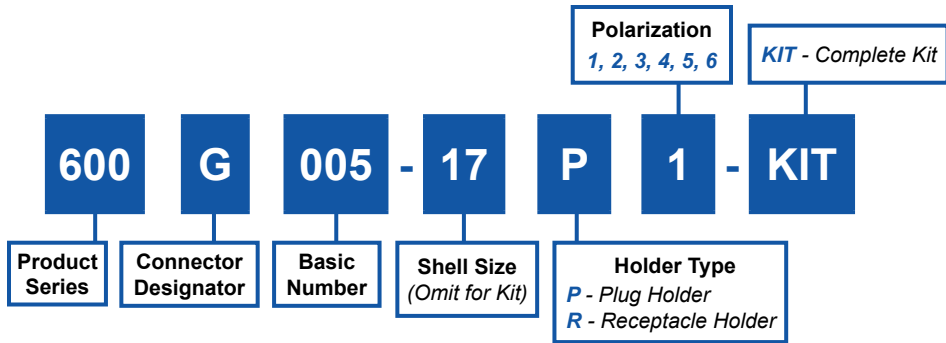 Polarization
1, 2, 3, 4, 5, 6
KIT - Complete Kit
600 G 005 - 17 P 1 - KIT
Product
Series
Connector
Designator
Basic
Number
Shell Size
(Omit for Kit)
Holder Type
P - Plug Holder
R - Receptacle Holder